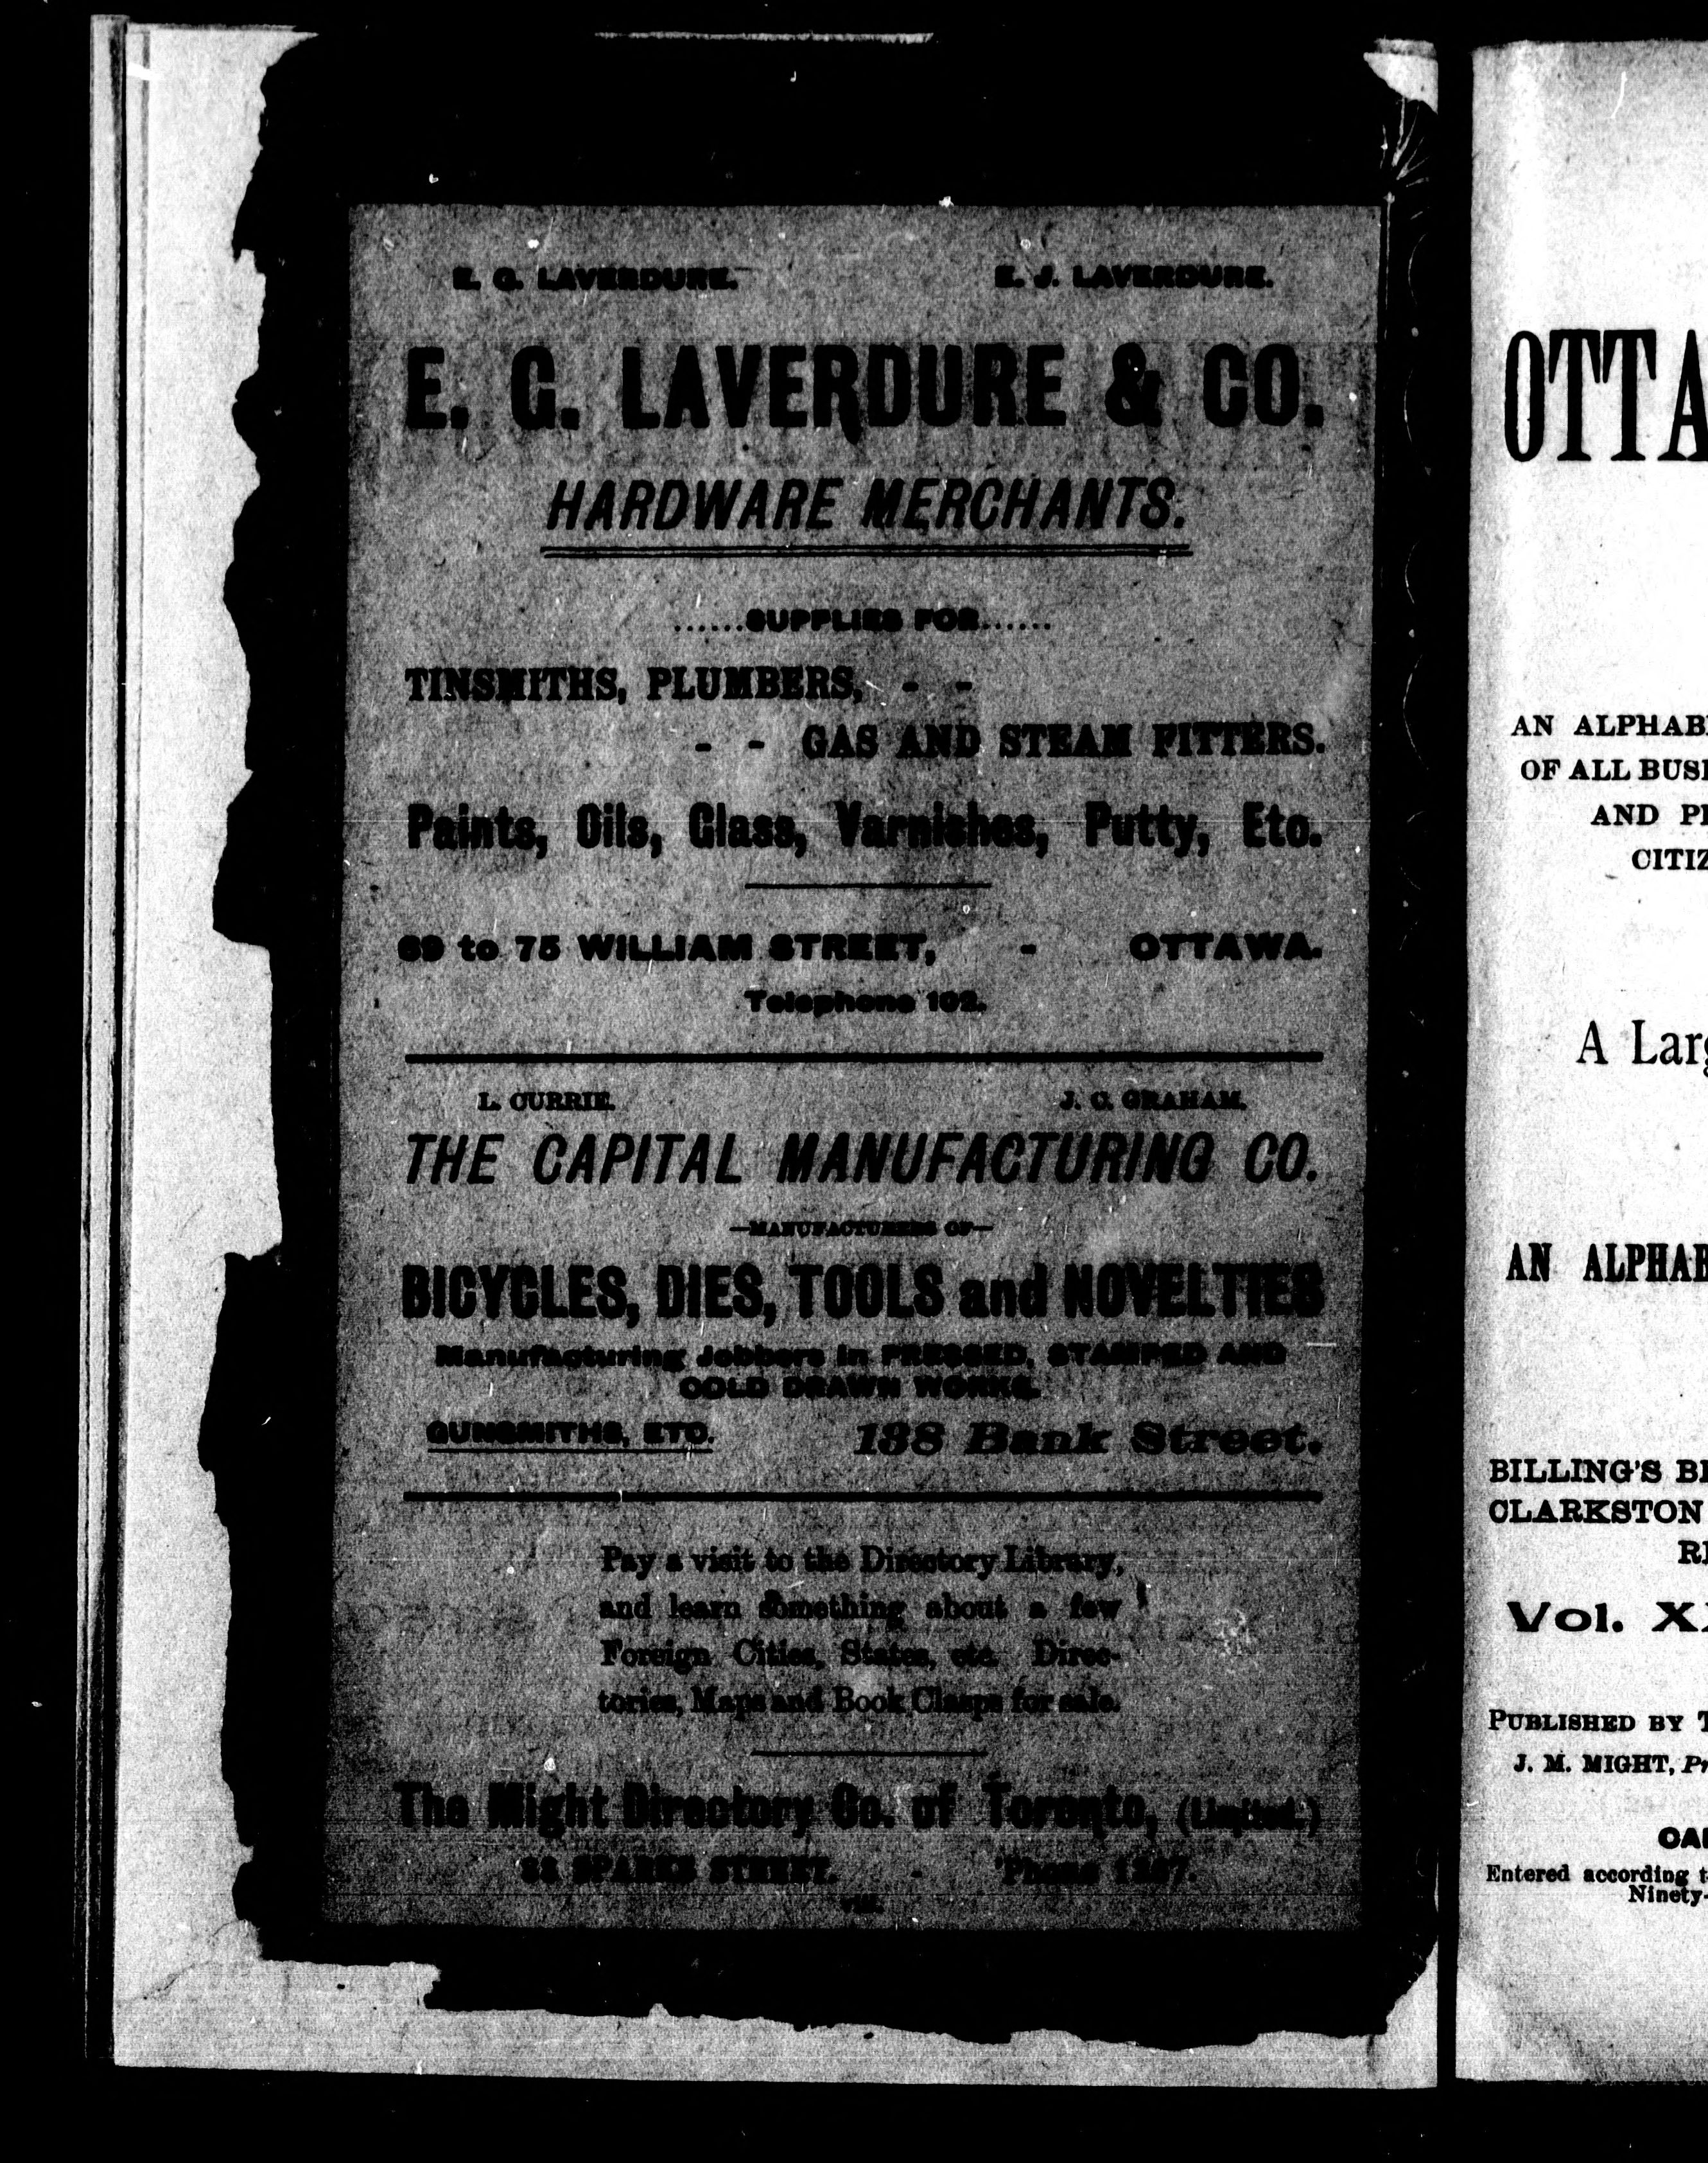 E. G. LAVERDURE. E. J. LAVERDURE.
E. G. LAVERDURE & CO.
HARDWARE MERCHANTS.
......SUPPLIES FOR......
TINSMITHS, PLUMBERS, - -
- - GAS AND STEAM FITTERS.
Paints, Oils, Glass, Varnishes, Putty, Etc.
69 to 75 WILLIAM STREET, - OTTAWA.
Telephone 102.
L. CURRIE. J. C. GRAHAM.
THE CAPITAL MANUFACTURING CO.
—MANUFACTURERS OF—
BICYCLES, DIES, TOOLS and NOVELTIES
Manufacturing Jobbers in PRESSED, STAMPED AND
COLD DRAWN WORKS.
GUNSMITHS, ETC. 138 Bank Street.
Pay a visit to the Directory Library,
and learn something about a few
Foreign Cities, States, etc. Direc-
tories, Maps and Book Clasps for sale.
The Might Directory Co. of Toronto, (Limited.)
SPARKS STREET. - 'Phone
OTTA
AN ALPHAB
OF ALL BUSI
AND P
CITIZ
A Larg
AN ALPHAB
BILLING'S B
CLARKSTON
R
Vol. X
PUBLISHED BY T
J. M. MIGHT, Pr
Entered according t
Ninety-